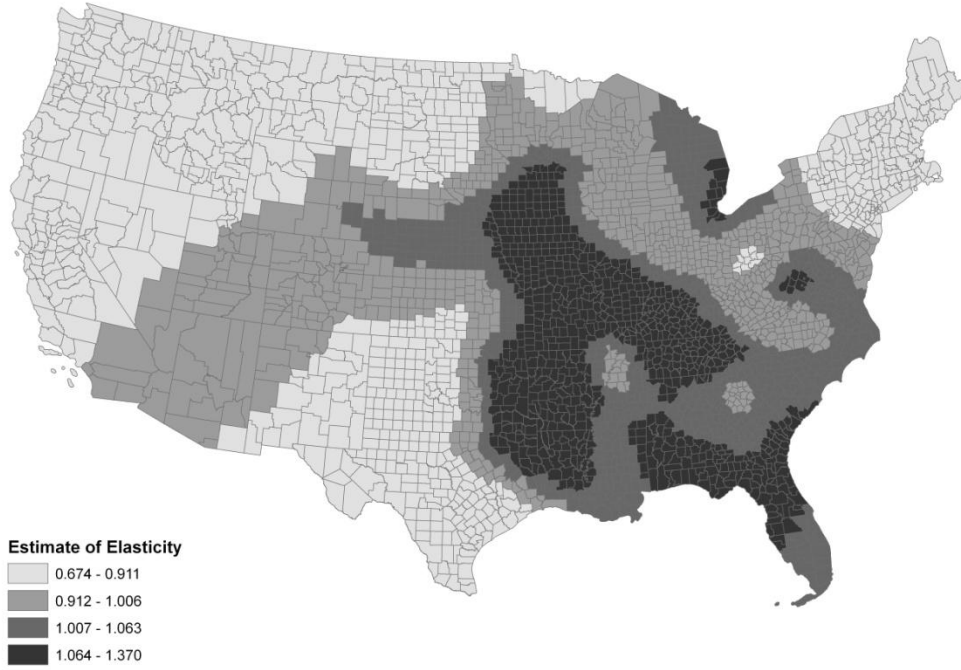 Estimate of Elasticity
0.674 - 0.911
0.912 - 1.006
1.007 - 1.063
1.064 - 1.370